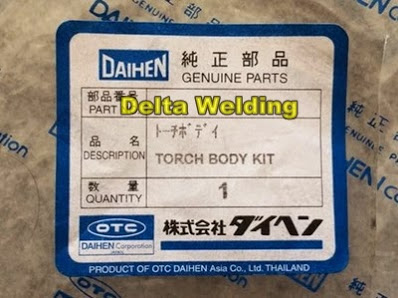 DAIHEN 純正部品
GENUINE PARTS
部品番号
PART
Delta Welding
品名 ﾄｰﾁﾎﾞﾃﾞｲ
DESCRIPTION TORCH BODY KIT
数量
QUANTITY 1
OTC
DAIHEN Corporation
株式会社ダイヘン
PRODUCT OF OTC DAIHEN Asia Co., Ltd. THAILAND